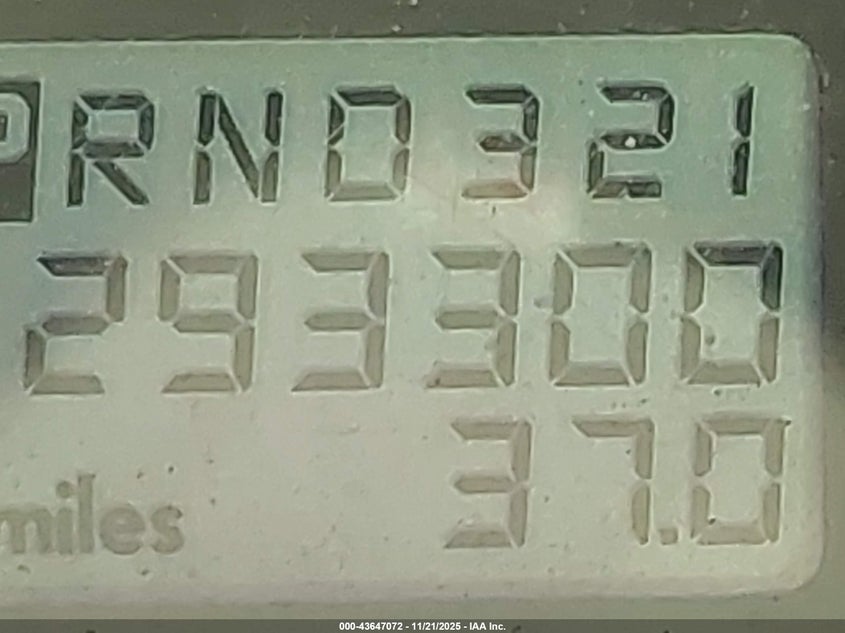 PRND321
293300
37.0
miles
000-43647072 - 11/21/2025 - IAA Inc.